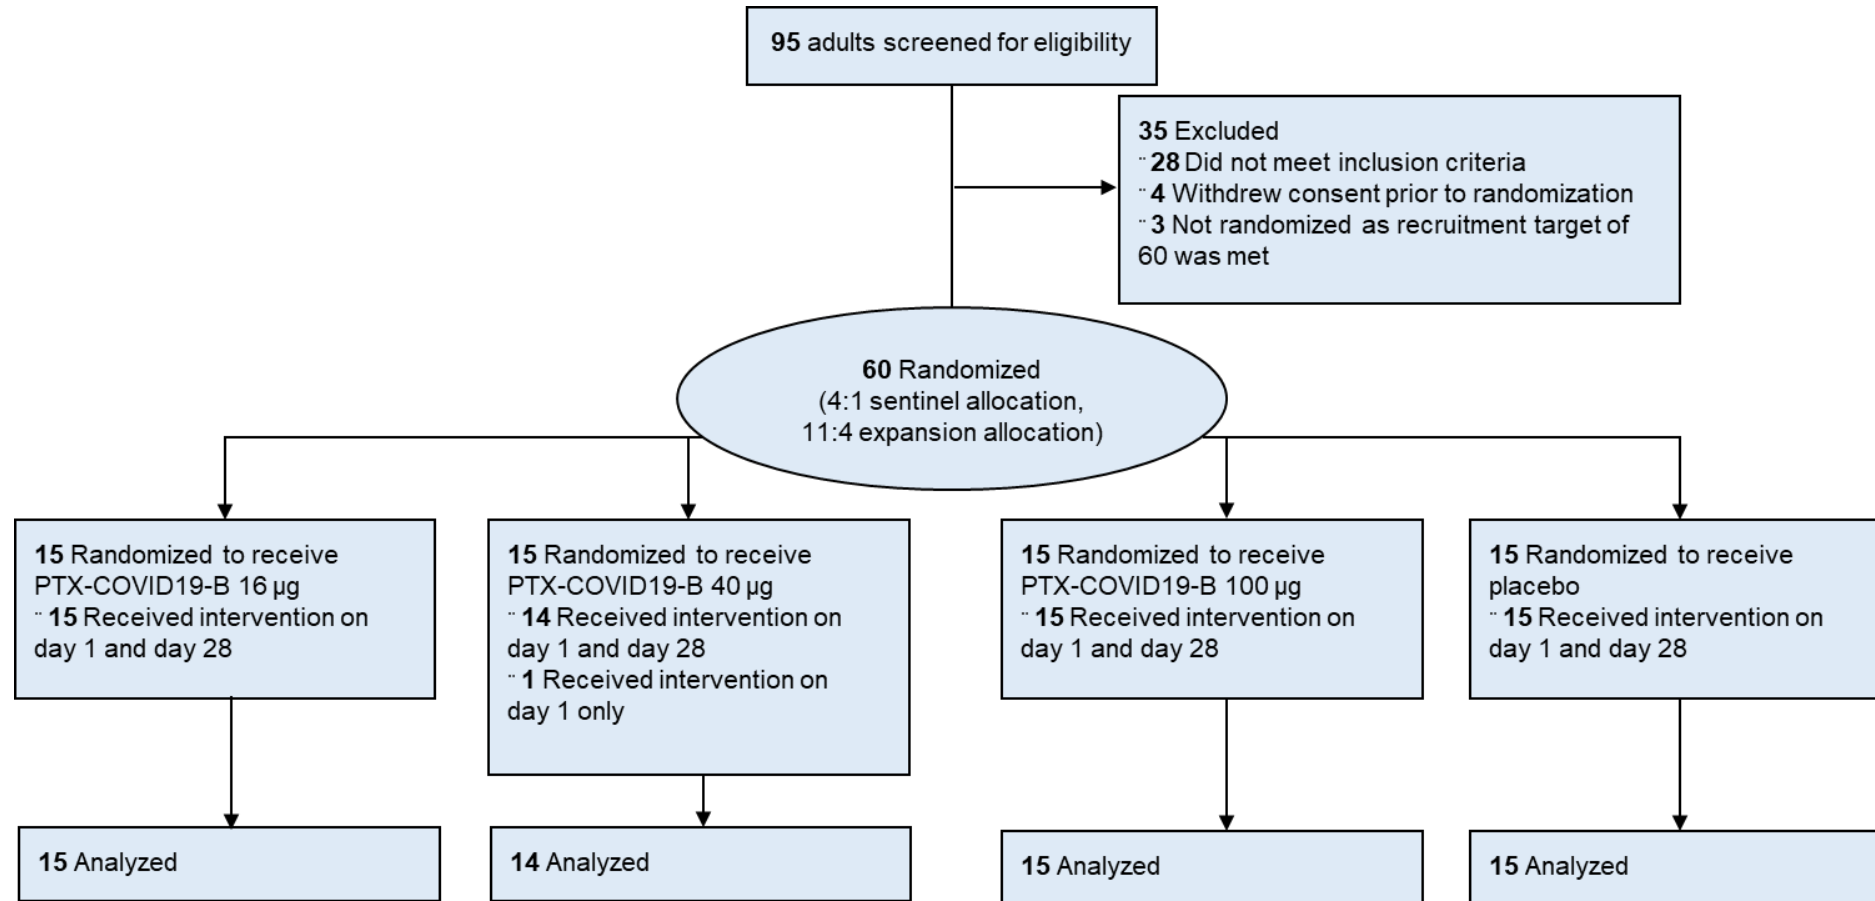 95 adults screened for eligibility
35 Excluded
¨ 28 Did not meet inclusion criteria
¨ 4 Withdrew consent prior to randomization
¨ 3 Not randomized as recruitment target of
60 was met
60 Randomized
(4:1 sentinel allocation,
11:4 expansion allocation)
15 Randomized to receive
PTX-COVID19-B 16 µg
¨ 15 Received intervention on
day 1 and day 28
15 Randomized to receive
PTX-COVID19-B 40 µg
¨ 14 Received intervention on
day 1 and day 28
¨ 1 Received intervention on
day 1 only
15 Randomized to receive
PTX-COVID19-B 100 µg
¨ 15 Received intervention on
day 1 and day 28
15 Randomized to receive
placebo
¨ 15 Received intervention on
day 1 and day 28
15 Analyzed
14 Analyzed
15 Analyzed
15 Analyzed